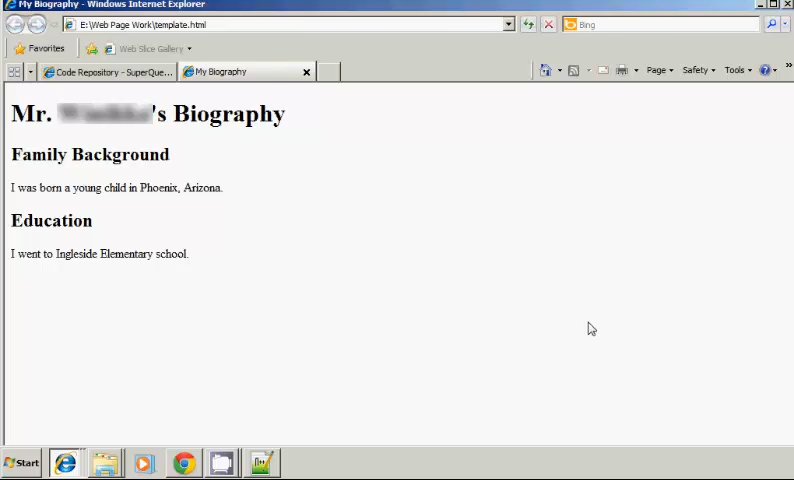 My Biography - Windows Internet Explorer
E:\Web Page Work\template.html
Bing
Favorites
Web Slice Gallery
Code Repository - SuperQue...
My Biography
Page
Safety
Tools
Mr. 's Biography
Family Background
I was born a young child in Phoenix, Arizona.
Education
I went to Ingleside Elementary school.
Start